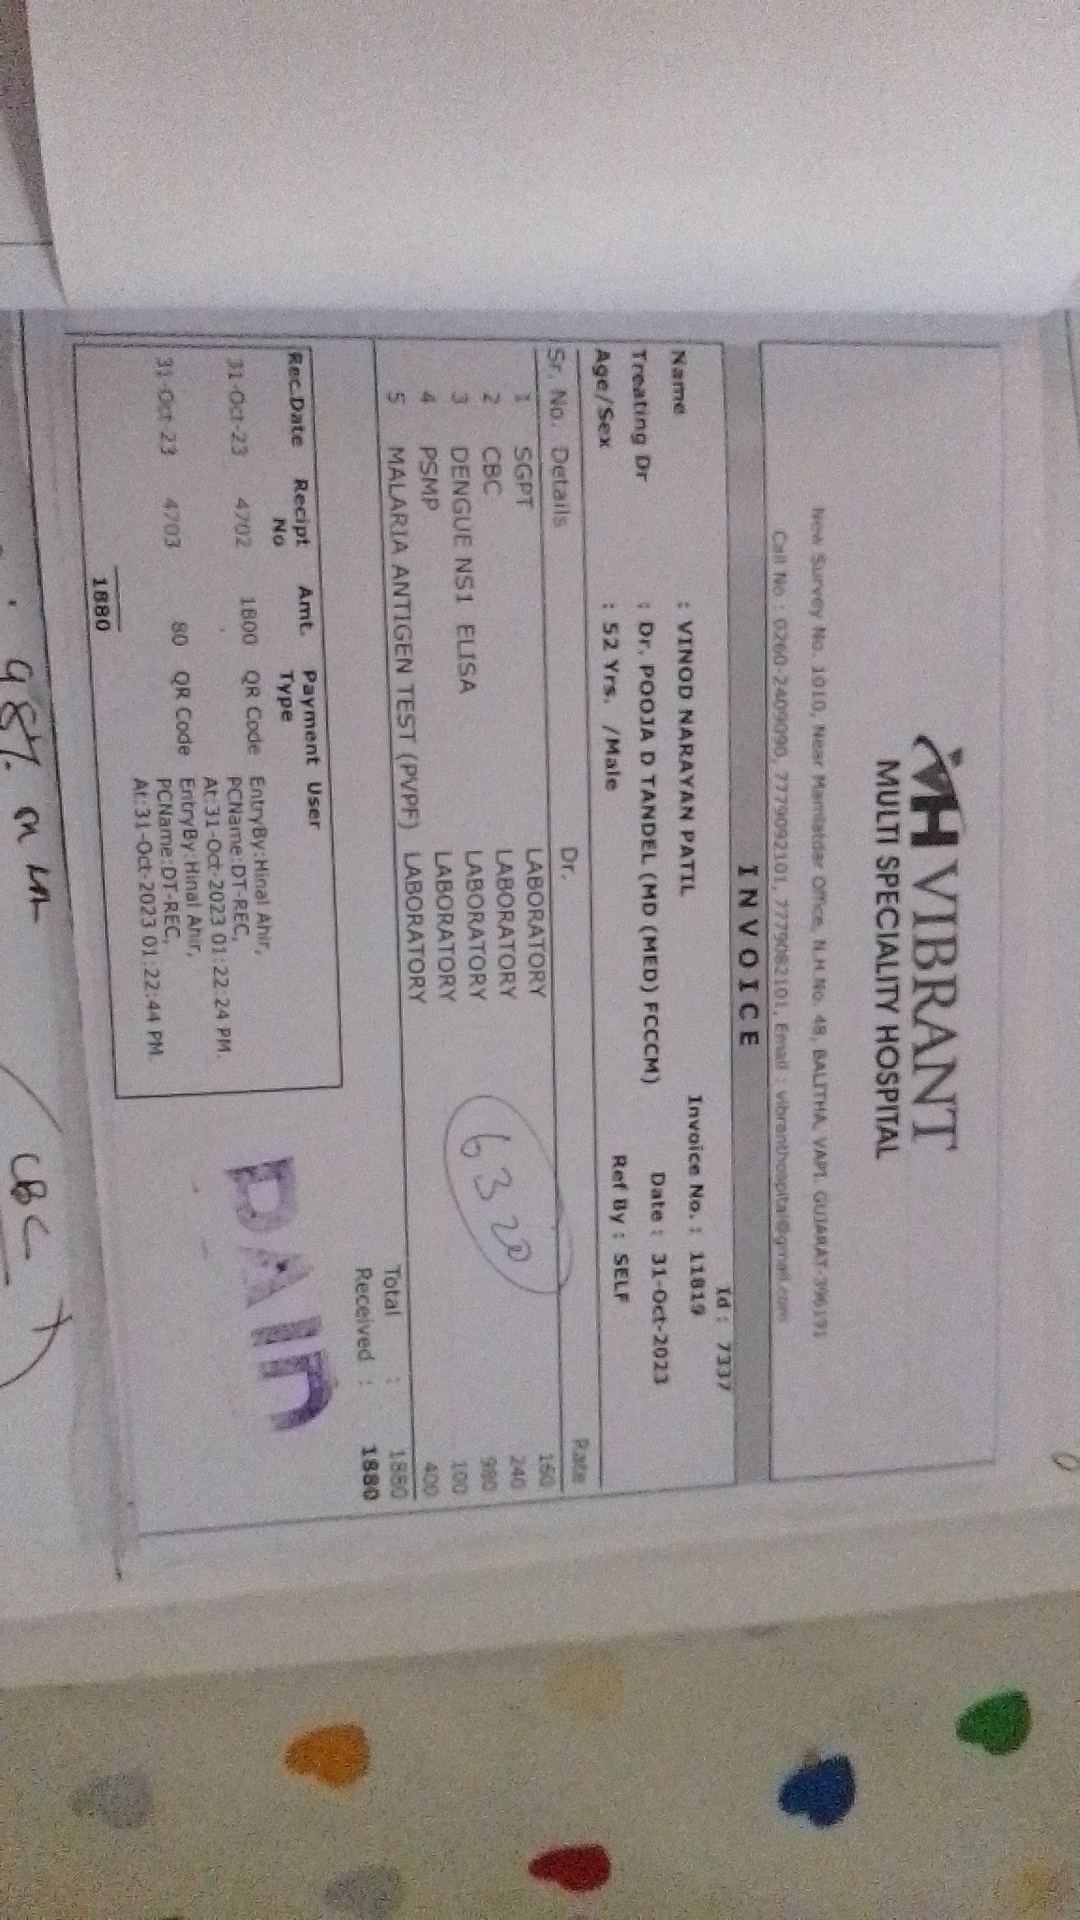 VH VIBRANT
MULTI SPECIALITY HOSPITAL
New Survey No. 1010, Near Mamlatdar Office, N.H.No. 48, BALITHA, VAPI. GUJARAT-396191
Call No : 0260-2409090, 7779092101, 7779082101, Email : vibranthospital@gmail.com
INVOICE
Id : 7337
Name : VINOD NARAYAN PATIL Invoice No. : 11819
Treating Dr : Dr. POOJA D TANDEL (MD (MED) FCCCM) Date : 31-Oct-2023
Age/Sex : 52 Yrs. /Male Ref By : SELF
Sr. No. Details Dr. Rate
1 SGPT LABORATORY 160
2 CBC LABORATORY 240
3 DENGUE NS1 ELISA LABORATORY 980
4 PSMP LABORATORY 100
5 MALARIA ANTIGEN TEST (PVPF) LABORATORY 400
6320
Total : 1880
Received : 1880
Rec.Date Recipt No Amt. Payment Type User
31-Oct-23 4702 1800 QR Code EntryBy:Hinal Ahir,
PCName:DT-REC,
At:31-Oct-2023 01:22:24 PM.
31-Oct-23 4703 80 QR Code EntryBy:Hinal Ahir,
PCName:DT-REC,
At:31-Oct-2023 01:22:44 PM.
1880
PAID
98%
CBC